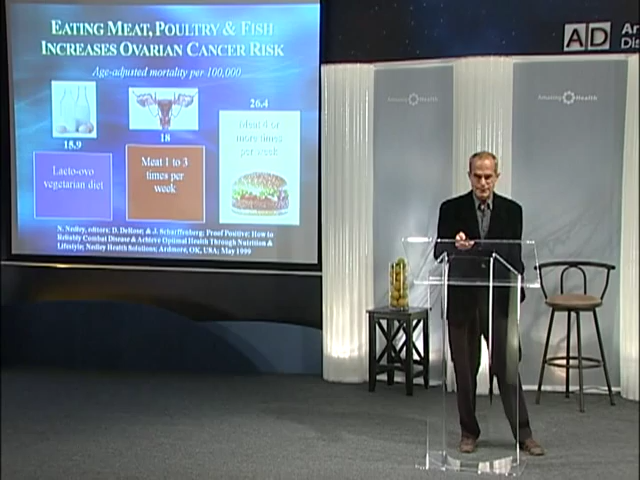 EATING MEAT, POULTRY & FISH
INCREASES OVARIAN CANCER RISK
Age-adjusted mortality per 100,000
18.9
18
26.4
Lacto-ovo
vegetarian diet
Meat 1 to 3
times per
week
Meat 4 or
more times
per week
N. Nedley, editors: D. DeRose; & J. Scharffenberg; Proof Positive: How to
Reliably Combat Disease & Achieve Optimal Health Through Nutrition &
Lifestyle; Nedley Health Solutions; Ardmore, OK, USA; May 1999
AD
Dis
Amazing Health
Amazing Health